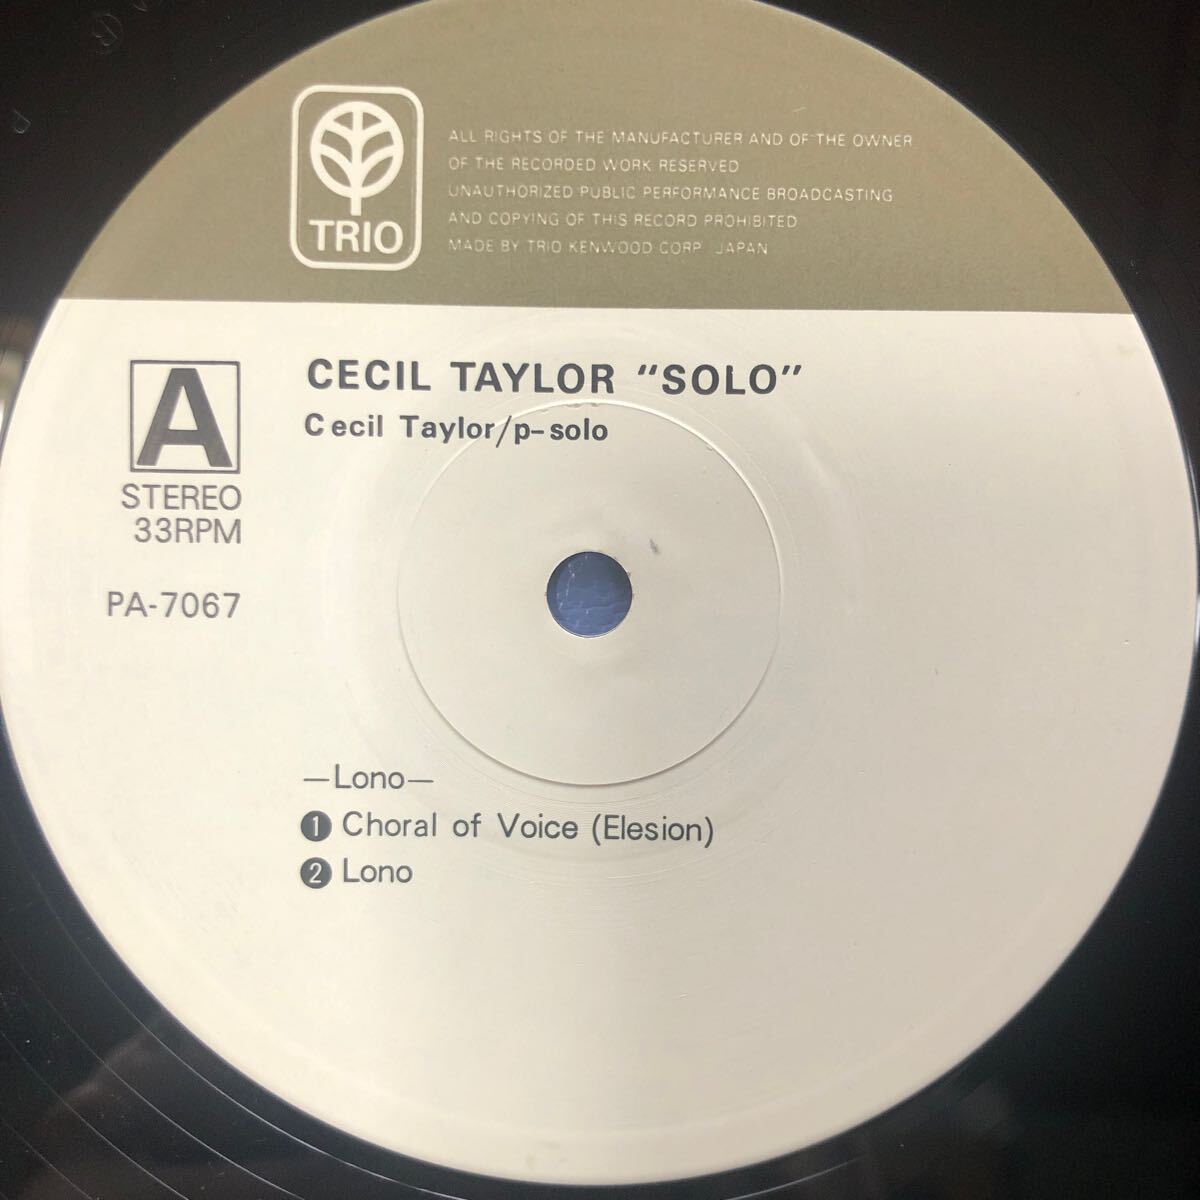 TRIO
ALL RIGHTS OF THE MANUFACTURER AND OF THE OWNER
OF THE RECORDED WORK RESERVED
UNAUTHORIZED PUBLIC PERFORMANCE BROADCASTING
AND COPYING OF THIS RECORD PROHIBITED
MADE BY TRIO KENWOOD CORP. JAPAN
A
STEREO
33RPM
PA-7067
CECIL TAYLOR "SOLO"
Cecil Taylor/p-solo
—Lono—
1 Choral of Voice (Elesion)
2 Lono